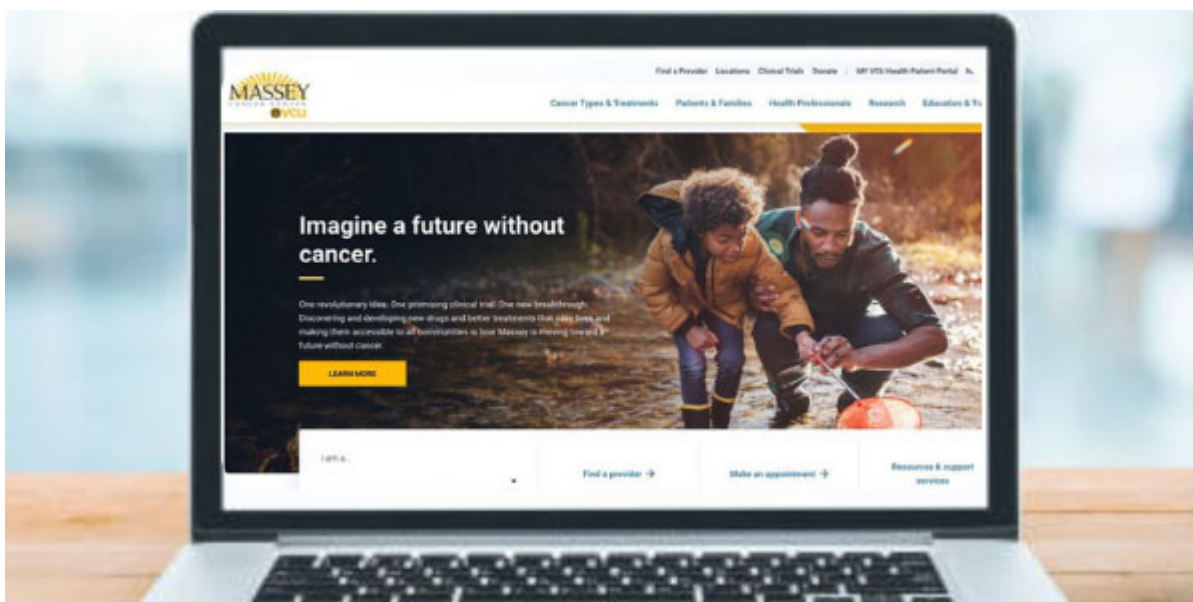 Find a Provider Locations Clinical Trials Donate | MY VCU Health Patient Portal
MASSEY
CANCER CENTER
VCU
Cancer Types & Treatments Patients & Families Health Professionals Research Education & Tr
Imagine a future without
cancer.
One revolutionary idea. One promising clinical trial. One new breakthrough.
Discovering and developing new drugs and better treatments that save lives and
making them accessible to all communities is how Massey is moving toward a
future without cancer.
LEARN MORE
I am a...
Find a provider →
Make an appointment →
Resources & support
services